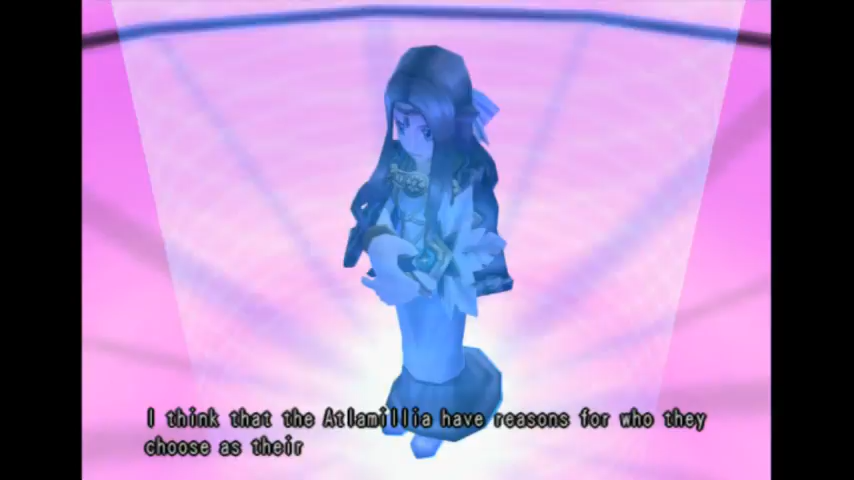 I think that the Atlamillia have reasons for who they
choose as their